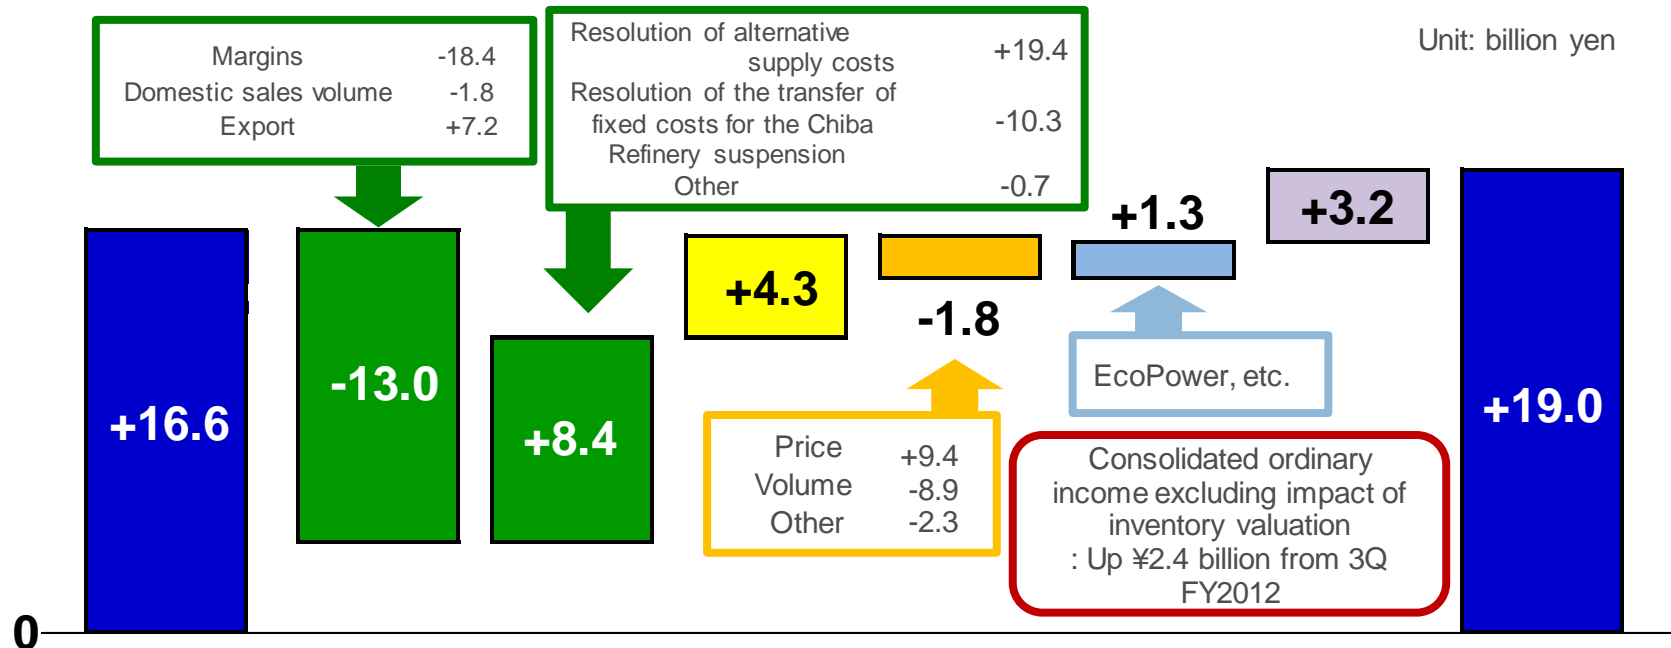 Unit: billion yen
Margins -18.4
Domestic sales volume -1.8
Export +7.2
Resolution of alternative
supply costs +19.4
Resolution of the transfer of
fixed costs for the Chiba -10.3
Refinery suspension
Other -0.7
+16.6
-13.0
+8.4
+4.3
-1.8
+1.3
+3.2
+19.0
Price +9.4
Volume -8.9
Other -2.3
EcoPower, etc.
Consolidated ordinary
income excluding impact of
inventory valuation
: Up ¥2.4 billion from 3Q
FY2012
0